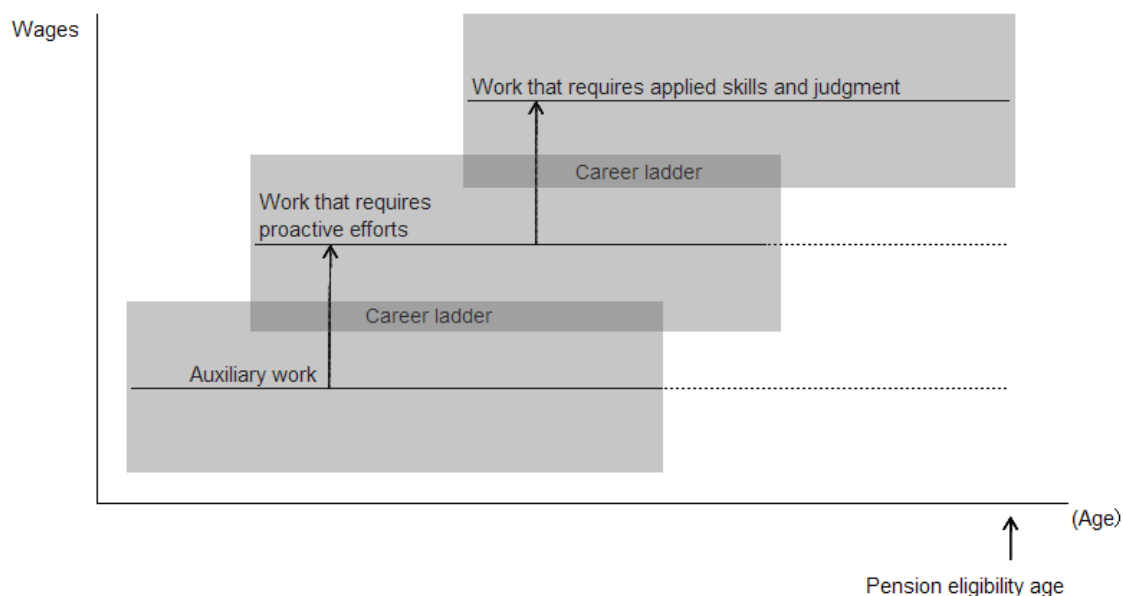 Wages
Work that requires applied skills and judgment
Career ladder
Work that requires
proactive efforts
Career ladder
Auxiliary work
(Age)
Pension eligibility age